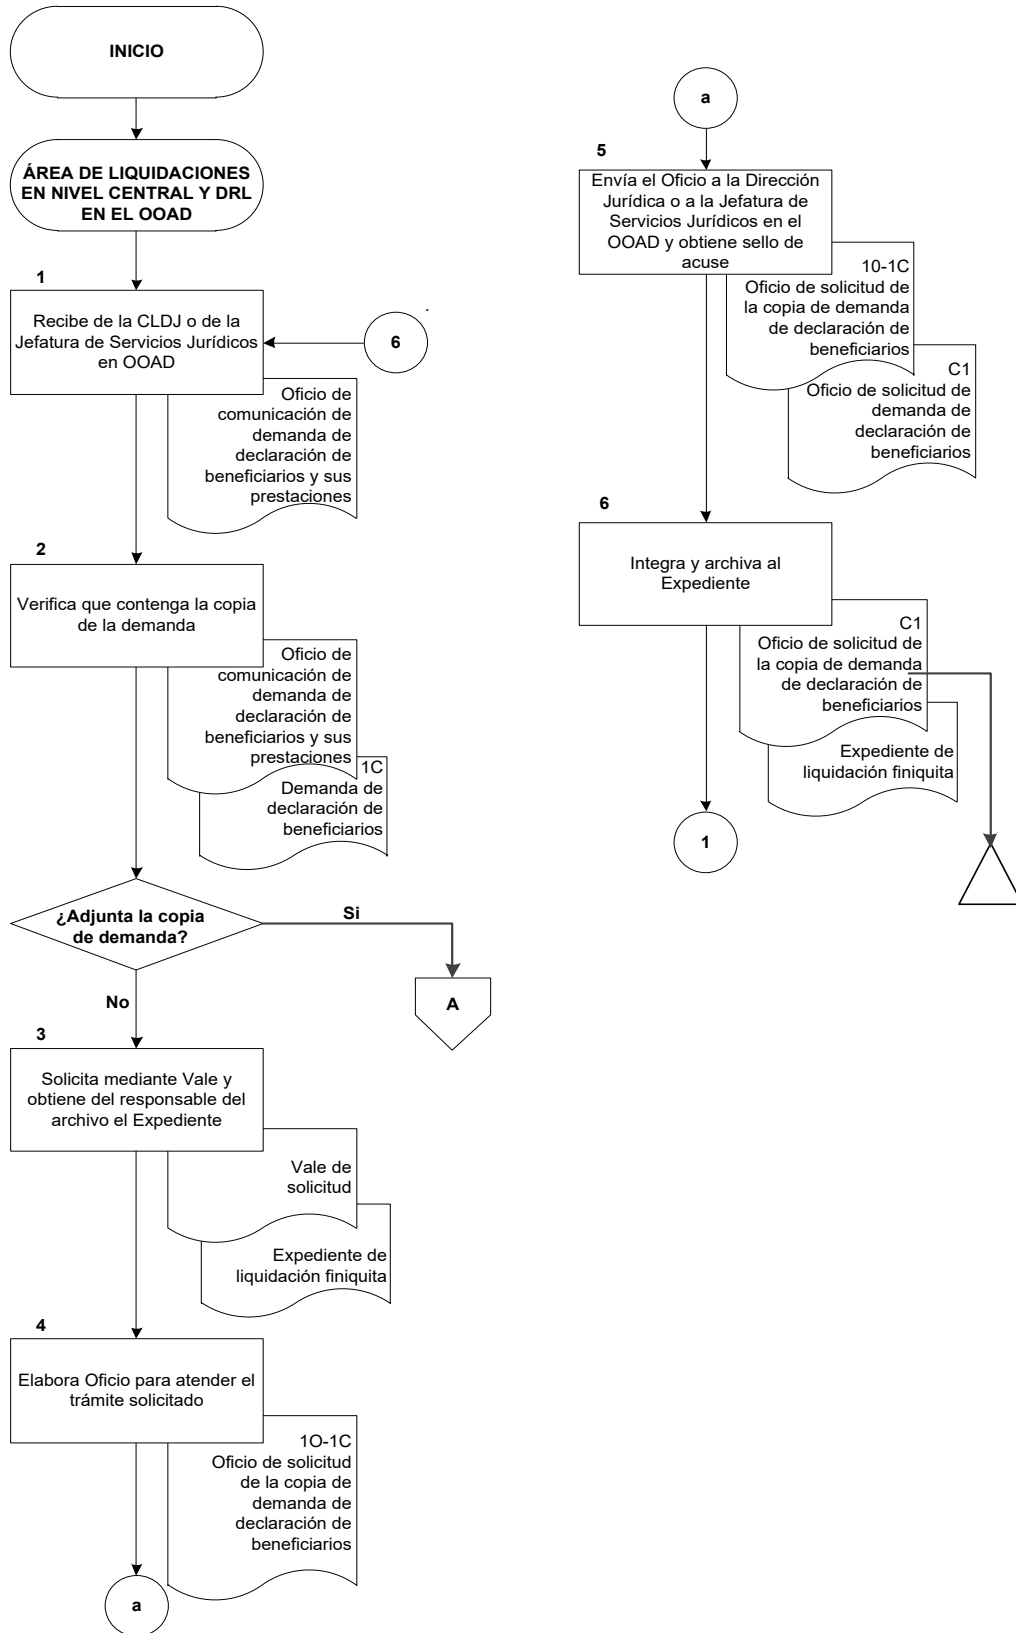 INICIO
ÁREA DE LIQUIDACIONES
EN NIVEL CENTRAL Y DRL
EN EL OOAD
1
Recibe de la CLDJ o de la
Jefatura de Servicios Jurídicos
en OOAD
6
Oficio de
comunicación de
demanda de
declaración de
beneficiarios y sus
prestaciones
2
Verifica que contenga la copia
de la demanda
Oficio de
comunicación de
demanda de
declaración de
beneficiarios y sus
prestaciones
1C
Demanda de
declaración de
beneficiarios
¿Adjunta la copia
de demanda?
Si
A
No
3
Solicita mediante Vale y
obtiene del responsable del
archivo el Expediente
Vale de
solicitud
Expediente de
liquidación finiquita
4
Elabora Oficio para atender el
trámite solicitado
1O-1C
Oficio de solicitud
de la copia de
demanda de
declaración de
beneficiarios
a
a
5
Envía el Oficio a la Dirección
Jurídica o a la Jefatura de
Servicios Jurídicos en el
OOAD y obtiene sello de
acuse
10-1C
Oficio de solicitud de
la copia de demanda
de declaración de
beneficiarios
C1
Oficio de solicitud de
demanda de
declaración de
beneficiarios
6
Integra y archiva al
Expediente
C1
Oficio de solicitud de
la copia de demanda
de declaración de
beneficiarios
Expediente de
liquidación finiquita
1